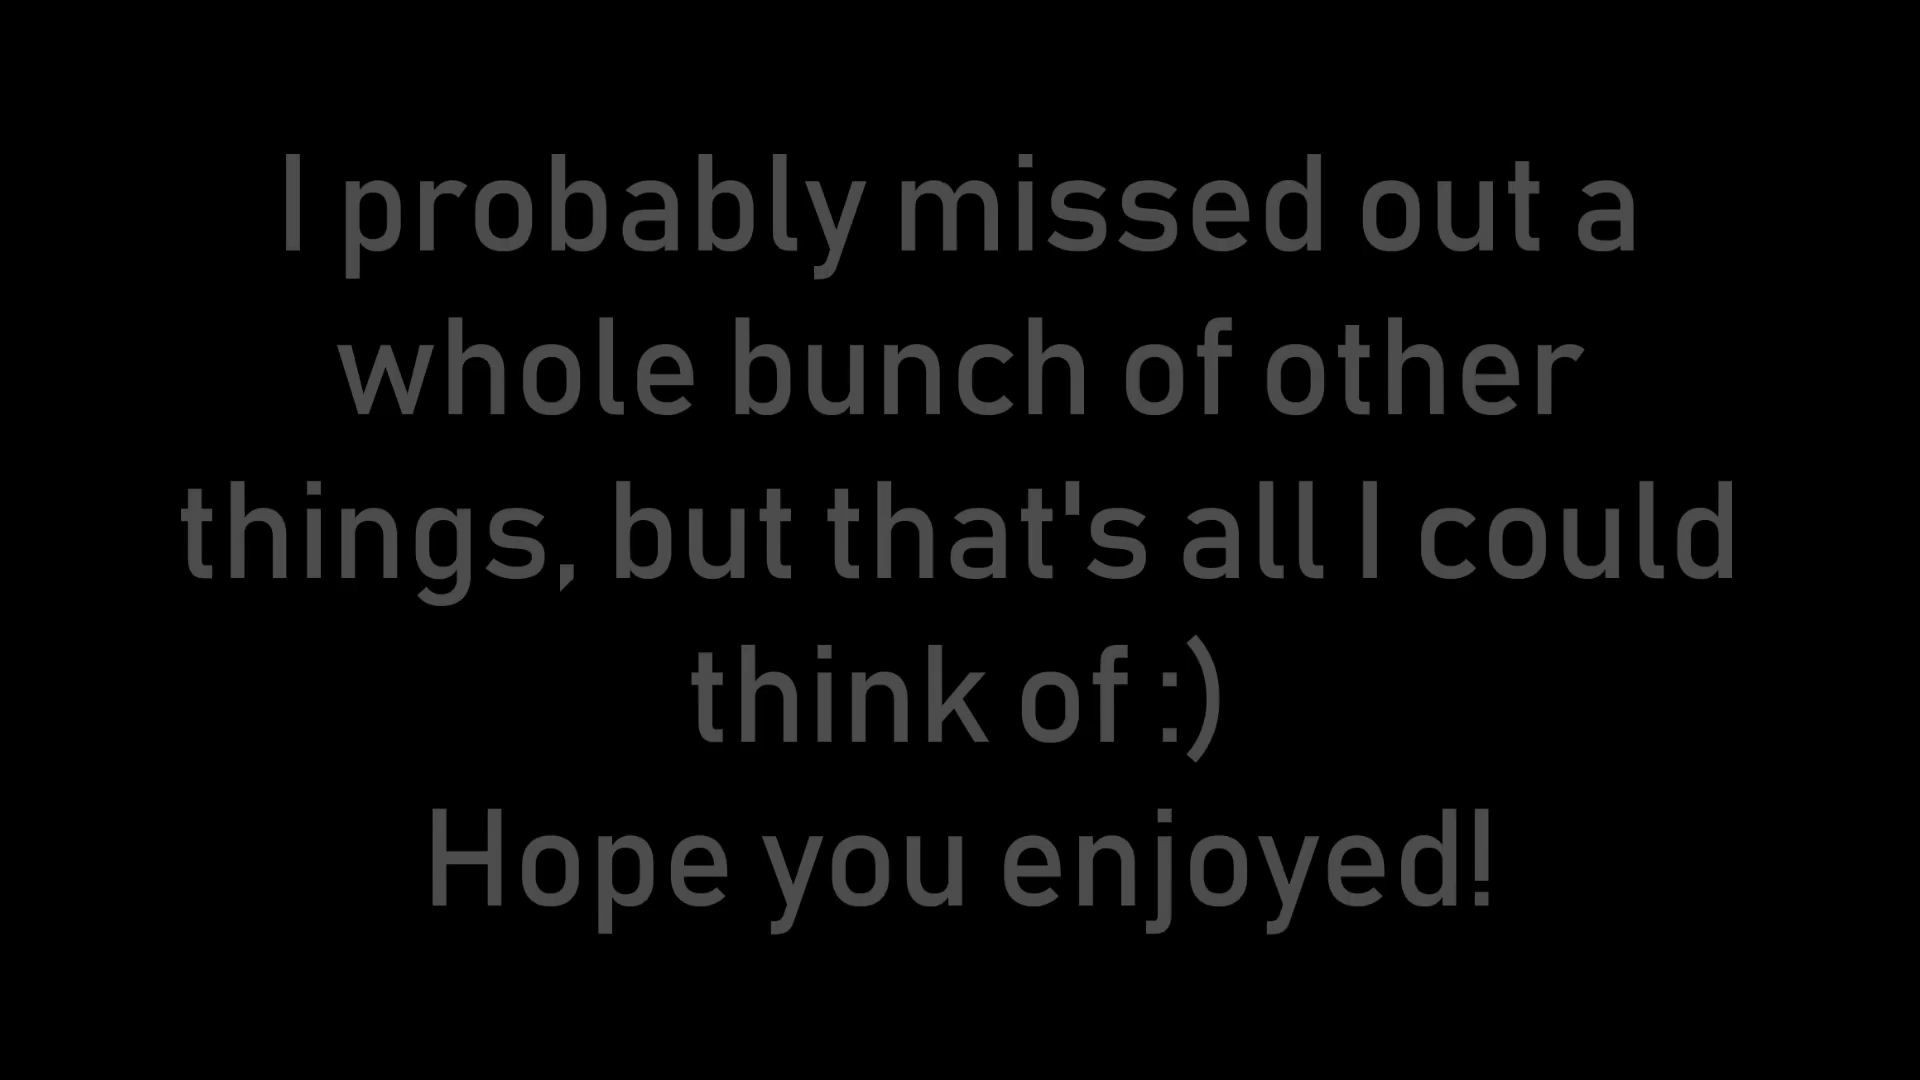 I probably missed out a
whole bunch of other
things, but that's all I could
think of :)
Hope you enjoyed!